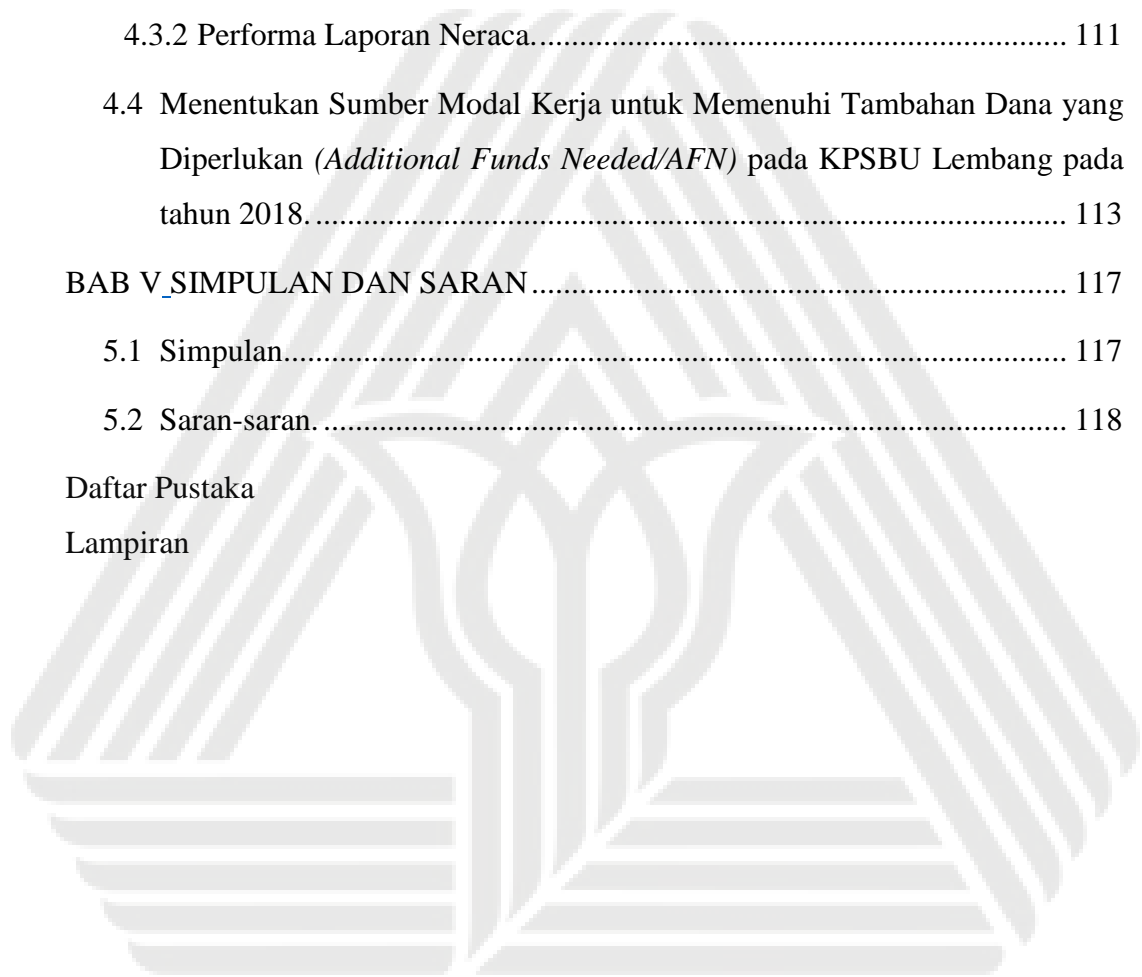 4.3.2 Performa Laporan Neraca. 111
4.4 Menentukan Sumber Modal Kerja untuk Memenuhi Tambahan Dana yang
Diperlukan (Additional Funds Needed/AFN) pada KPSBU Lembang pada
tahun 2018. 113
BAB V SIMPULAN DAN SARAN 117
5.1 Simpulan 117
5.2 Saran-saran. 118
Daftar Pustaka
Lampiran